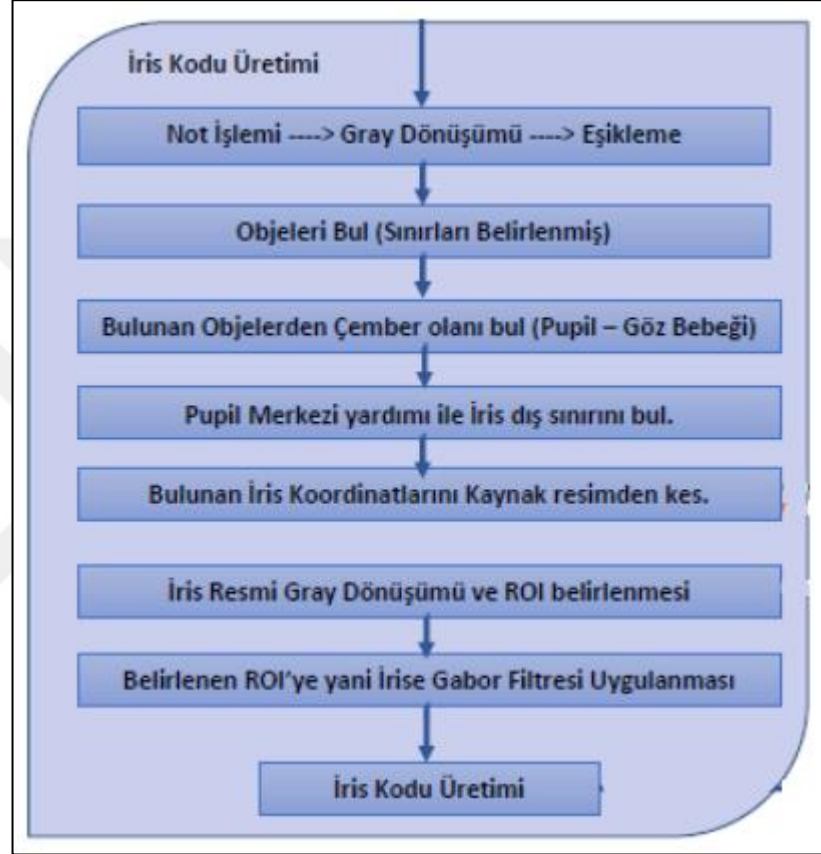 İris Kodu Üretimi
Not İşlemi ----> Gray Dönüşümü ----> Eşikleme
Objeleri Bul (Sınırları Belirlenmiş)
Bulunan Objelerden Çember olanı bul (Pupil – Göz Bebeği)
Pupil Merkezi yardımı ile İris dış sınırını bul.
Bulunan İris Koordinatlarını Kaynak resimden kes.
İris Resmi Gray Dönüşümü ve ROI belirlenmesi
Belirlenen ROI'ye yani İrise Gabor Filtresi Uygulanması
İris Kodu Üretimi